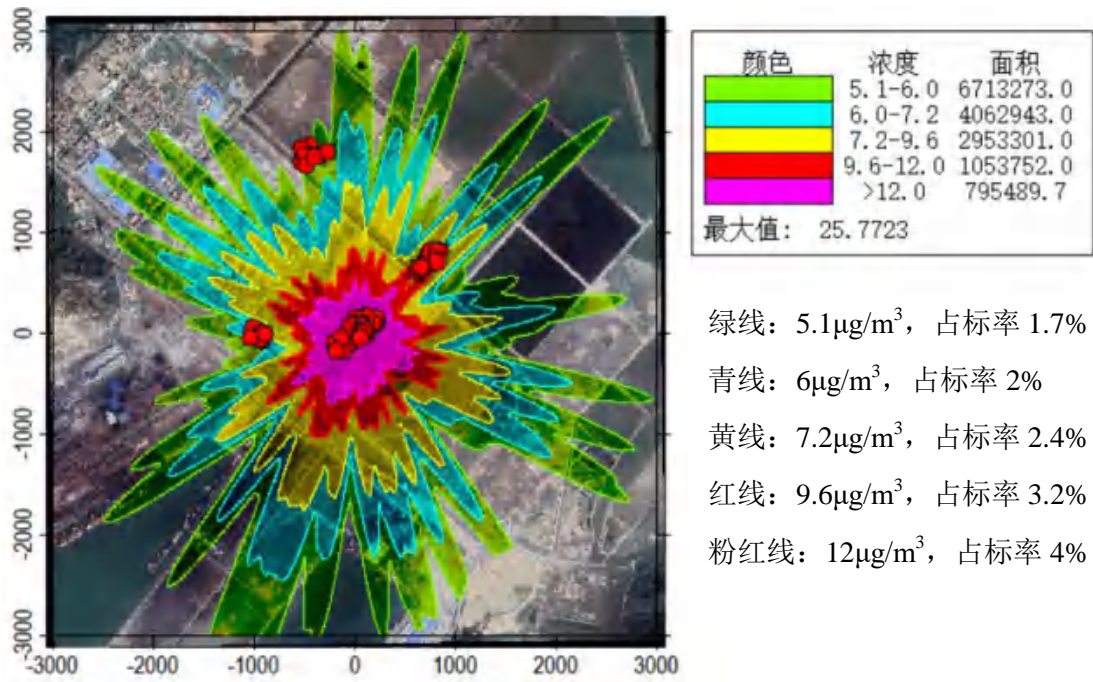 3000
2000
1000
0
-1000
-2000
-3000
-3000 -2000 -1000 0 1000 2000 3000
颜色 浓度 面积
5.1-6.0 6713273.0
6.0-7.2 4062943.0
7.2-9.6 2953301.0
9.6-12.0 1053752.0
>12.0 795489.7
最大值: 25.7723
绿线：5.1μg/m³，占标率 1.7%
青线：6μg/m³，占标率 2%
黄线：7.2μg/m³，占标率 2.4%
红线：9.6μg/m³，占标率 3.2%
粉红线：12μg/m³，占标率 4%